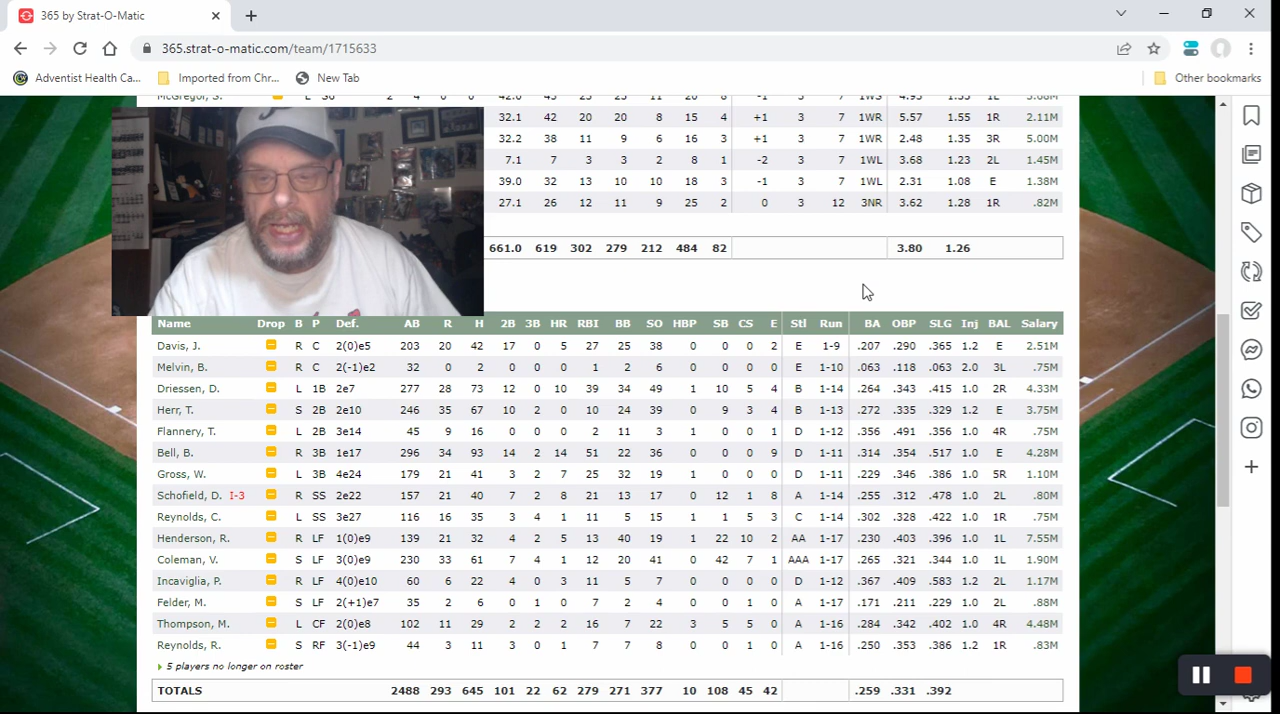 365 by Strat-O-Matic
365.strat-o-matic.com/team/1715633
Adventist Health Ca... Imported from Chr... New Tab Other bookmarks
McGregor, S. L S6 2 4 0 0 42.0 45 25 23 11 20 8 -1 3 7 1WS 4.93 1.33 1L 3.68M
32.1 42 20 20 8 15 4 +1 3 7 1WR 5.57 1.55 1R 2.11M
32.2 38 11 9 6 16 3 +1 3 7 1WR 2.48 1.35 3R 5.00M
7.1 7 3 3 2 8 1 -2 3 7 1WL 3.68 1.23 2L 1.45M
39.0 32 13 10 10 18 3 -1 3 7 1WL 2.31 1.08 E 1.38M
27.1 26 12 11 9 25 2 0 3 12 3NR 3.62 1.28 1R .82M
661.0 619 302 279 212 484 82 3.80 1.26
Name Drop B P Def. AB R H 2B 3B HR RBI BB SO HBP SB CS E Stl Run BA OBP SLG Inj BAL Salary
Davis, J. R C 2(0)e5 203 20 42 17 0 5 27 25 38 0 0 0 2 E 1-9 .207 .290 .365 1.2 E 2.51M
Melvin, B. R C 2(-1)e2 32 0 2 0 0 0 1 2 6 0 0 0 0 E 1-10 .063 .118 .063 2.0 3L .75M
Driessen, D. L 1B 2e7 277 28 73 12 0 10 39 34 49 1 10 5 4 B 1-14 .264 .343 .415 1.0 2R 4.33M
Herr, T. S 2B 2e10 246 35 67 10 2 0 10 24 39 0 9 3 4 B 1-14 .272 .335 .329 1.2 E 3.75M
Flannery, T. L 2B 3e14 45 9 16 0 0 0 2 11 3 1 0 0 1 D 1-12 .356 .491 .356 1.0 4R .75M
Bell, B. R 3B 1e17 296 34 93 14 2 14 51 22 36 0 0 0 9 D 1-11 .314 .354 .517 1.0 E 4.28M
Gross, W. L 3B 4e24 179 21 41 3 2 7 25 32 19 1 0 0 4 D 1-11 .229 .346 .386 1.0 5R 1.10M
Schofield, D. I-3 R SS 2e22 157 21 40 7 2 8 21 13 17 0 12 1 8 A 1-14 .255 .312 .478 1.0 2L .80M
Reynolds, C. L SS 3e27 116 16 35 3 4 1 11 5 15 1 1 5 3 C 1-14 .302 .328 .422 1.0 1R .75M
Henderson, R. R LF 1(0)e9 139 21 32 4 2 5 13 40 19 1 22 10 2 AA 1-17 .230 .403 .396 1.0 1L 7.55M
Coleman, V. S LF 3(0)e9 230 33 61 7 4 1 12 20 41 0 42 7 1 AAA 1-17 .265 .321 .344 1.0 1L 1.90M
Incaviglia, P. R LF 4(0)e10 60 6 22 4 0 3 11 5 7 0 0 0 0 D 1-12 .367 .409 .583 1.2 2L 1.17M
Felder, M. S LF 2(+1)e7 35 2 6 0 1 0 7 2 4 0 0 1 0 A 1-17 .171 .211 .229 1.0 2L .88M
Thompson, M. L CF 2(0)e8 102 11 29 2 2 2 16 7 22 3 5 5 0 A 1-16 .284 .342 .402 1.0 4R 4.48M
Reynolds, R. S RF 3(-1)e9 44 3 11 3 0 1 7 7 8 0 0 1 0 A 1-16 .250 .353 .386 1.2 1R .83M
5 players no longer on roster
TOTALS 2488 293 645 101 22 62 279 271 377 10 108 45 42 .259 .331 .392